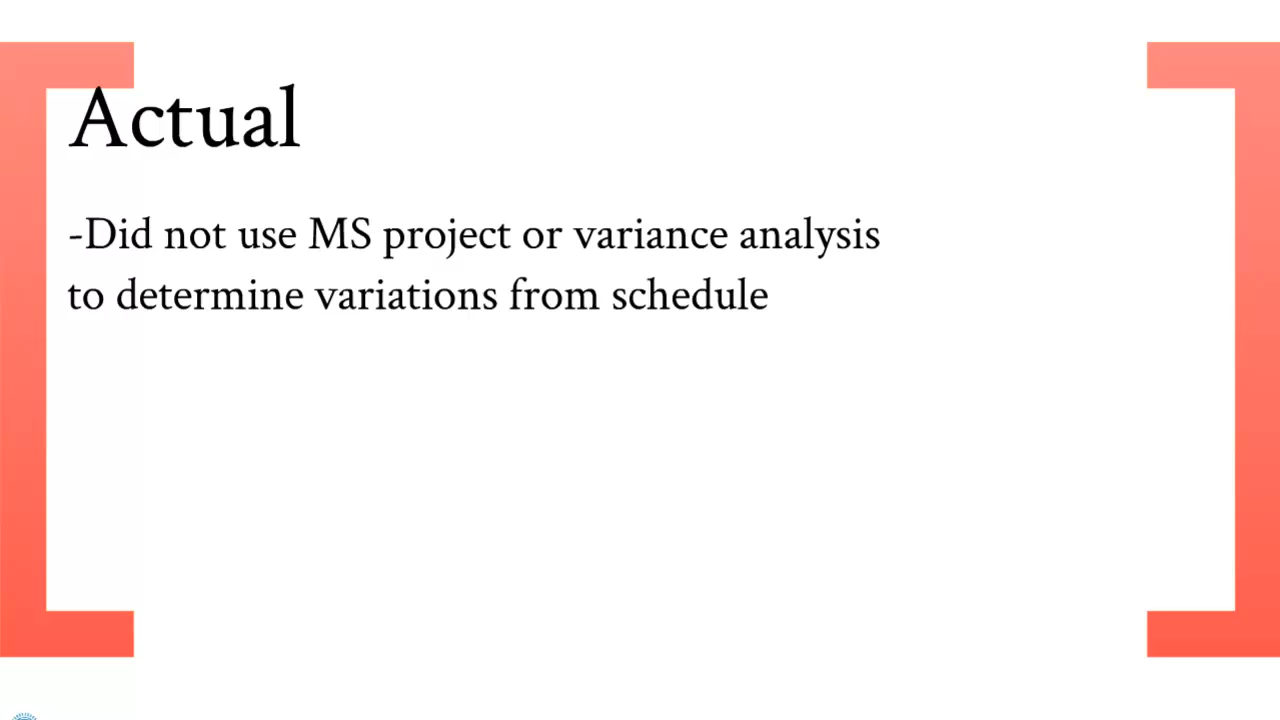 Actual
-Did not use MS project or variance analysis
to determine variations from schedule